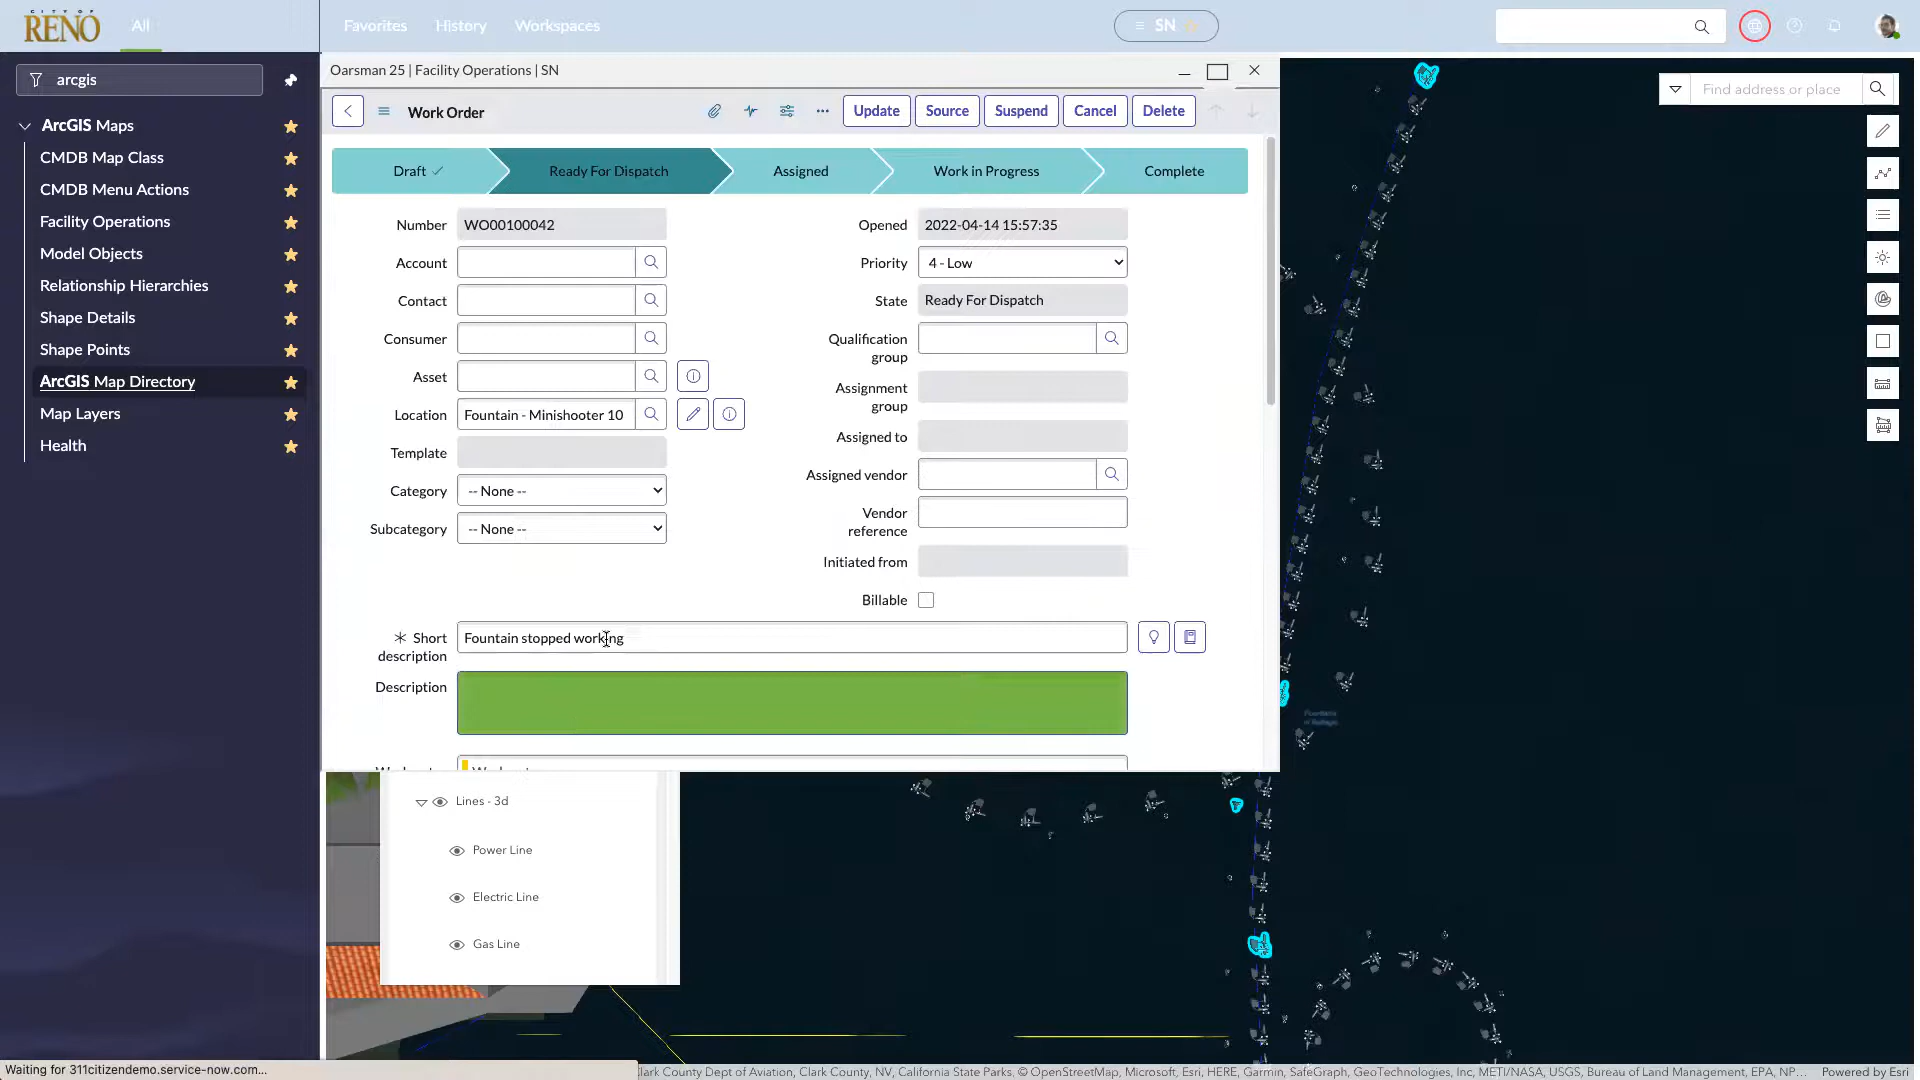 CITY OF
RENO
All
Favorites
History
Workspaces
SN
arcgis
ArcGIS Maps
CMDB Map Class
CMDB Menu Actions
Facility Operations
Model Objects
Relationship Hierarchies
Shape Details
Shape Points
ArcGIS Map Directory
Map Layers
Health
Oarsman 25 | Facility Operations | SN
Work Order
Update
Source
Suspend
Cancel
Delete
Draft
Ready For Dispatch
Assigned
Work in Progress
Complete
Number
WO00100042
Account
Contact
Consumer
Asset
Location
Fountain - Minishooter 10
Template
Category
-- None --
Subcategory
-- None --
Opened
2022-04-14 15:57:35
Priority
4 - Low
State
Ready For Dispatch
Qualification
group
Assignment
group
Assigned to
Assigned vendor
Vendor
reference
Initiated from
Billable
Short
description
Fountain stopped working
Description
Find address or place
Lines - 3d
Power Line
Electric Line
Gas Line
Waiting for 311citizendemo.service-now.com...
Clark County Dept of Aviation, Clark County, NV, California State Parks, © OpenStreetMap, Microsoft, Esri, HERE, Garmin, SafeGraph, GeoTechnologies, Inc, METI/NASA, USGS, Bureau of Land Management, EPA, NP...
Powered by Esri